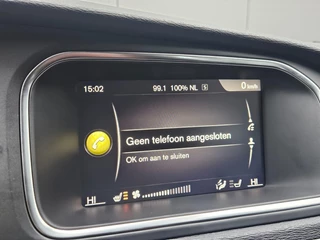 15:02 99.1 100% NL 0 km/h
Geen telefoon aangesloten
OK om aan te sluiten
HI HI